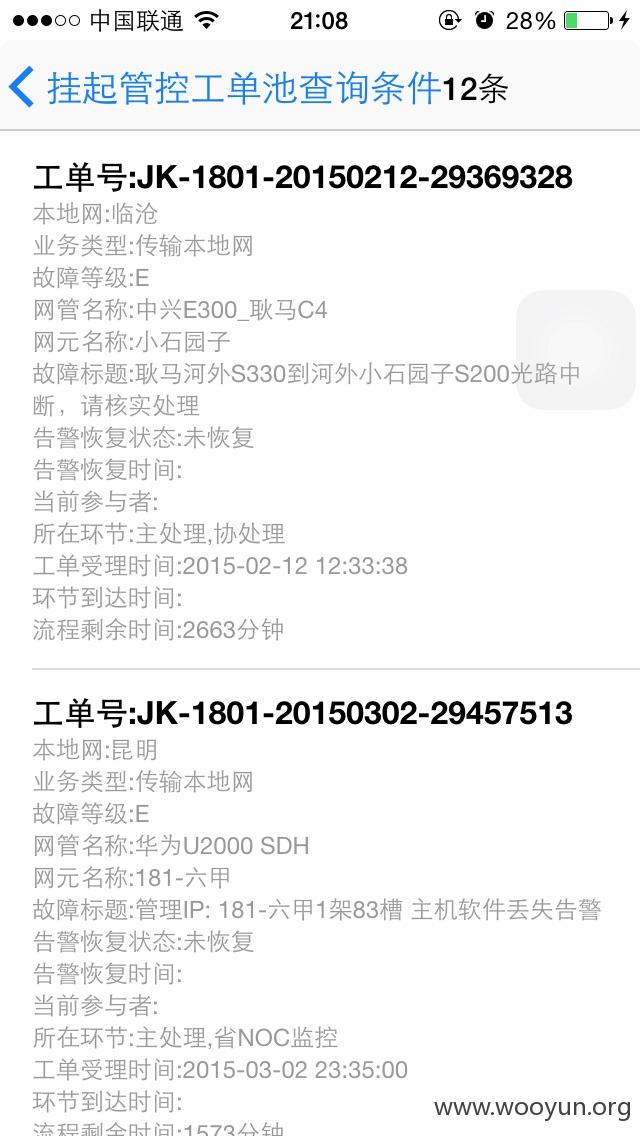 中国联通 21:08 28%
挂起管控工单池查询条件12条
工单号:JK-1801-20150212-29369328
本地网:临沧
业务类型:传输本地网
故障等级:E
网管名称:中兴E300_耿马C4
网元名称:小石园子
故障标题:耿马河外S330到河外小石园子S200光路中
断，请核实处理
告警恢复状态:未恢复
告警恢复时间:
当前参与者:
所在环节:主处理,协处理
工单受理时间:2015-02-12 12:33:38
环节到达时间:
流程剩余时间:2663分钟
工单号:JK-1801-20150302-29457513
本地网:昆明
业务类型:传输本地网
故障等级:E
网管名称:华为U2000 SDH
网元名称:181-六甲
故障标题:管理IP: 181-六甲1架83槽 主机软件丢失告警
告警恢复状态:未恢复
告警恢复时间:
当前参与者:
所在环节:主处理,省NOC监控
工单受理时间:2015-03-02 23:35:00
环节到达时间:
www.wooyun.org
流程剩余时间:1573分钟